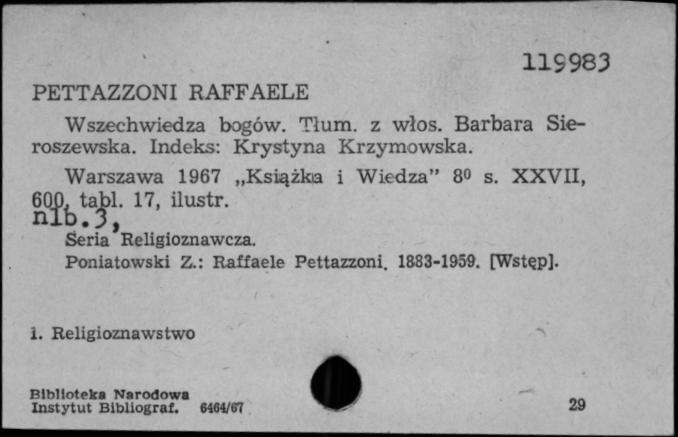 119983
PETTAZZONI RAFFAELE
Wszechwiedza bogów. Tłum. z włos. Barbara Sie-
roszewska. Indeks: Krystyna Krzymowska.
Warszawa 1967 „Książka i Wiedza” 8⁰ s. XXVII,
600, tabl. 17, ilustr.
nlb.3,
Seria Religioznawcza.
Poniatowski Z.: Raffaele Pettazzoni. 1883-1959. [Wstęp].
1. Religioznawstwo
Biblioteka Narodowa
Instytut Bibliograf. 6464/67
29